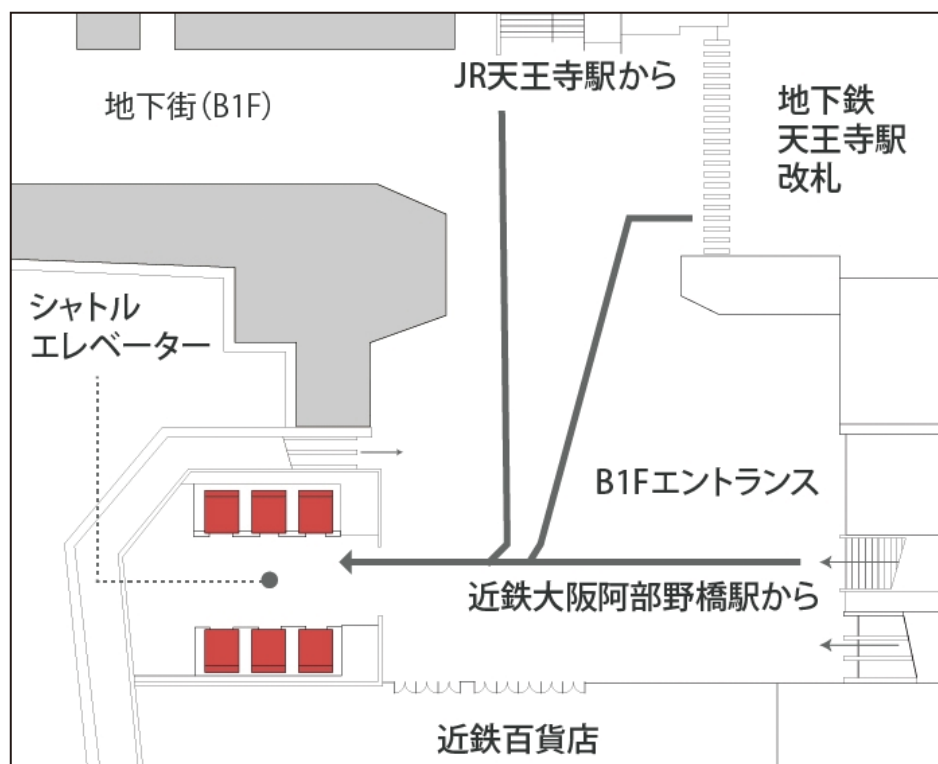 JR天王寺駅から
地下街(B1F)
地下鉄
天王寺駅
改札
シャトル
エレベーター
B1Fエントランス
近鉄大阪阿部野橋駅から
近鉄百貨店